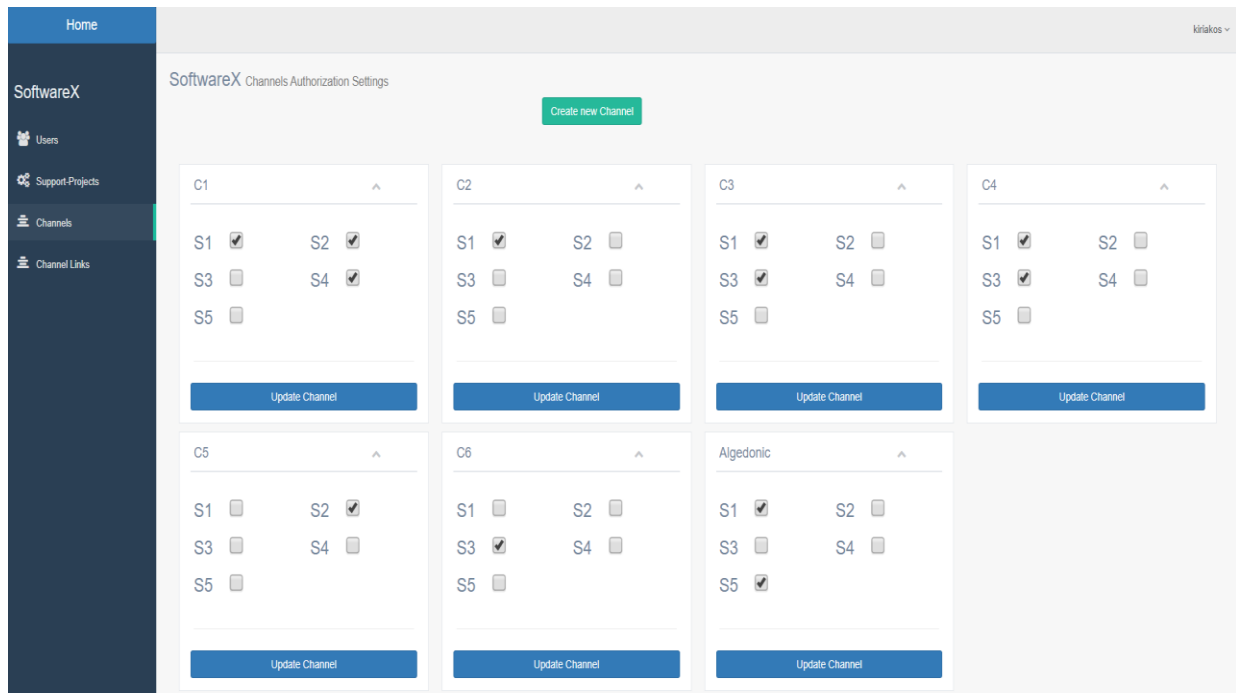 Home
kiriakos
SoftwareX
Users
Support-Projects
Channels
Channel Links
SoftwareX Channels Authorization Settings
Create new Channel
C1
S1 S2
S3 S4
S5
Update Channel
C2
S1 S2
S3 S4
S5
Update Channel
C3
S1 S2
S3 S4
S5
Update Channel
C4
S1 S2
S3 S4
S5
Update Channel
C5
S1 S2
S3 S4
S5
Update Channel
C6
S1 S2
S3 S4
S5
Update Channel
Algedonic
S1 S2
S3 S4
S5
Update Channel